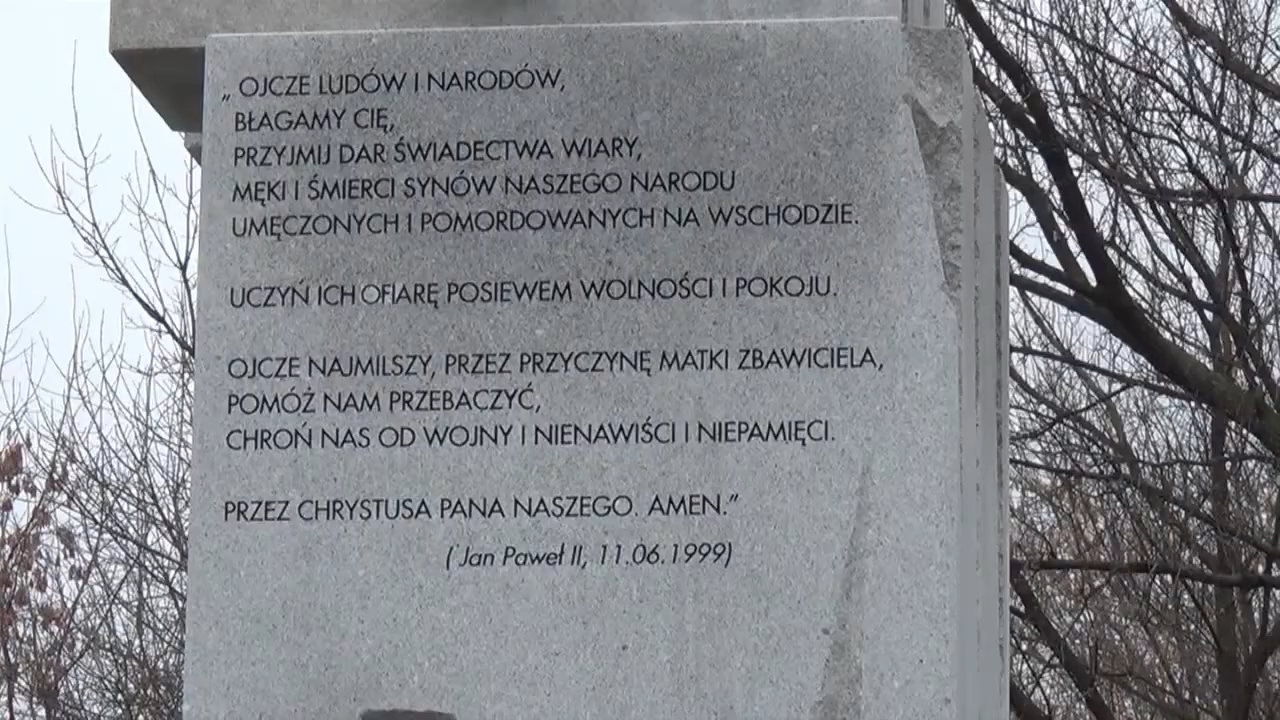 „ OJCZE LUDÓW I NARODÓW,
BŁAGAMY CIĘ,
PRZYJMIJ DAR ŚWIADECTWA WIARY,
MĘKI I ŚMIERCI SYNÓW NASZEGO NARODU
UMĘCZONYCH I POMORDOWANYCH NA WSCHODZIE.
UCZYŃ ICH OFIARĘ POSIEWEM WOLNOŚCI I POKOJU.
OJCZE NAJMILSZY, PRZEZ PRZYCZYNĘ MATKI ZBAWICIELA,
POMÓŻ NAM PRZEBACZYĆ,
CHROŃ NAS OD WOJNY I NIENAWIŚCI I NIEPAMIĘCI.
PRZEZ CHRYSTUSA PANA NASZEGO. AMEN.”
( Jan Paweł II, 11.06.1999)